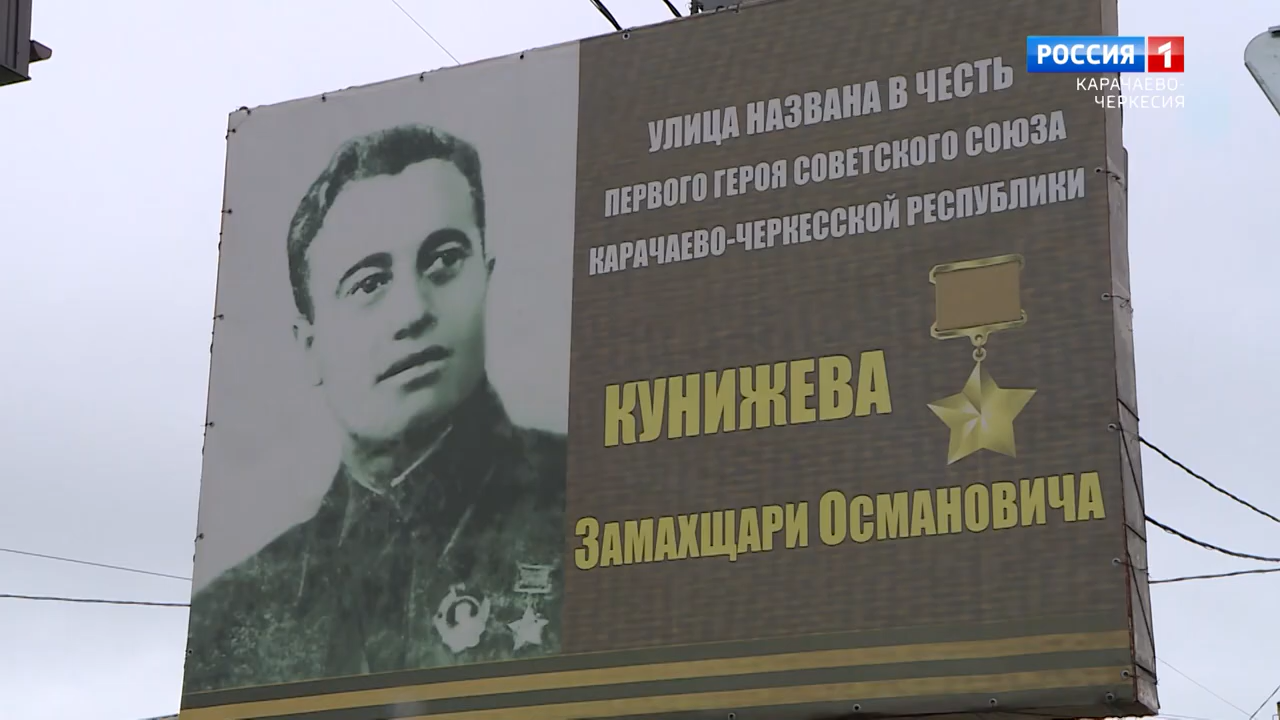 РОССИЯ 1
КАРАЧАЕВО-
ЧЕРКЕСИЯ
УЛИЦА НАЗВАНА В ЧЕСТЬ
ПЕРВОГО ГЕРОЯ СОВЕТСКОГО СОЮЗА
КАРАЧАЕВО-ЧЕРКЕССКОЙ РЕСПУБЛИКИ
КУНИЖЕВА
ЗАМАХЩАРИ ОСМАНОВИЧА